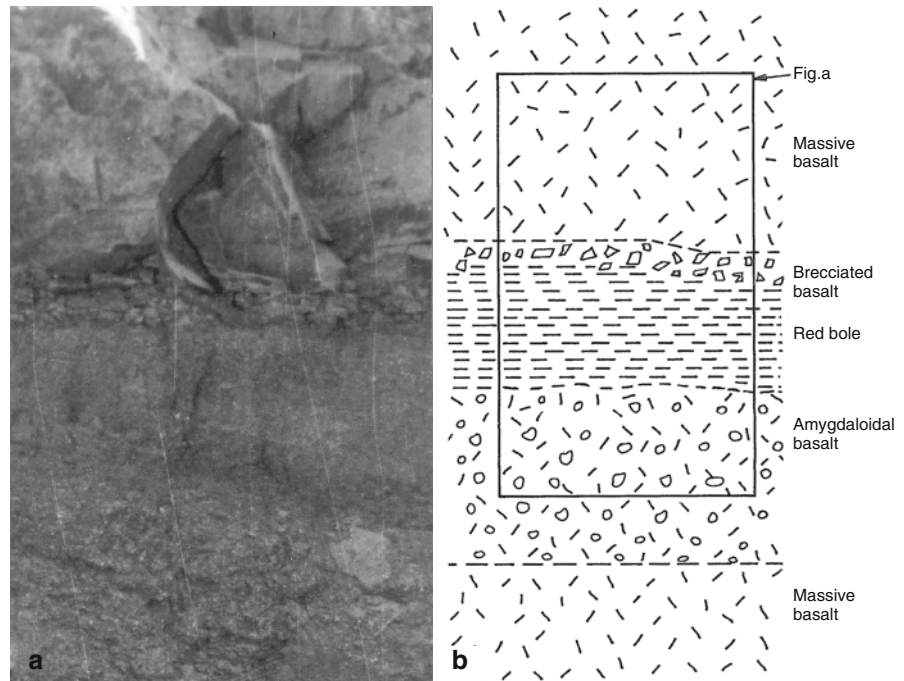 Fig.a
Massive
basalt
Brecciated
basalt
Red bole
Amygdaloidal
basalt
Massive
basalt
a
b